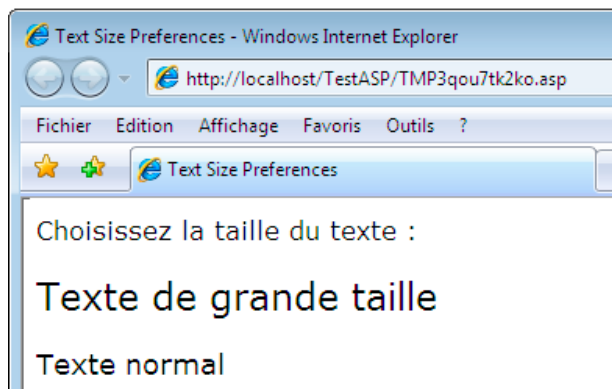 Text Size Preferences - Windows Internet Explorer
http://localhost/TestASP/TMP3qou7tk2ko.asp
Fichier Edition Affichage Favoris Outils ?
Text Size Preferences
Choisissez la taille du texte :
Texte de grande taille
Texte normal